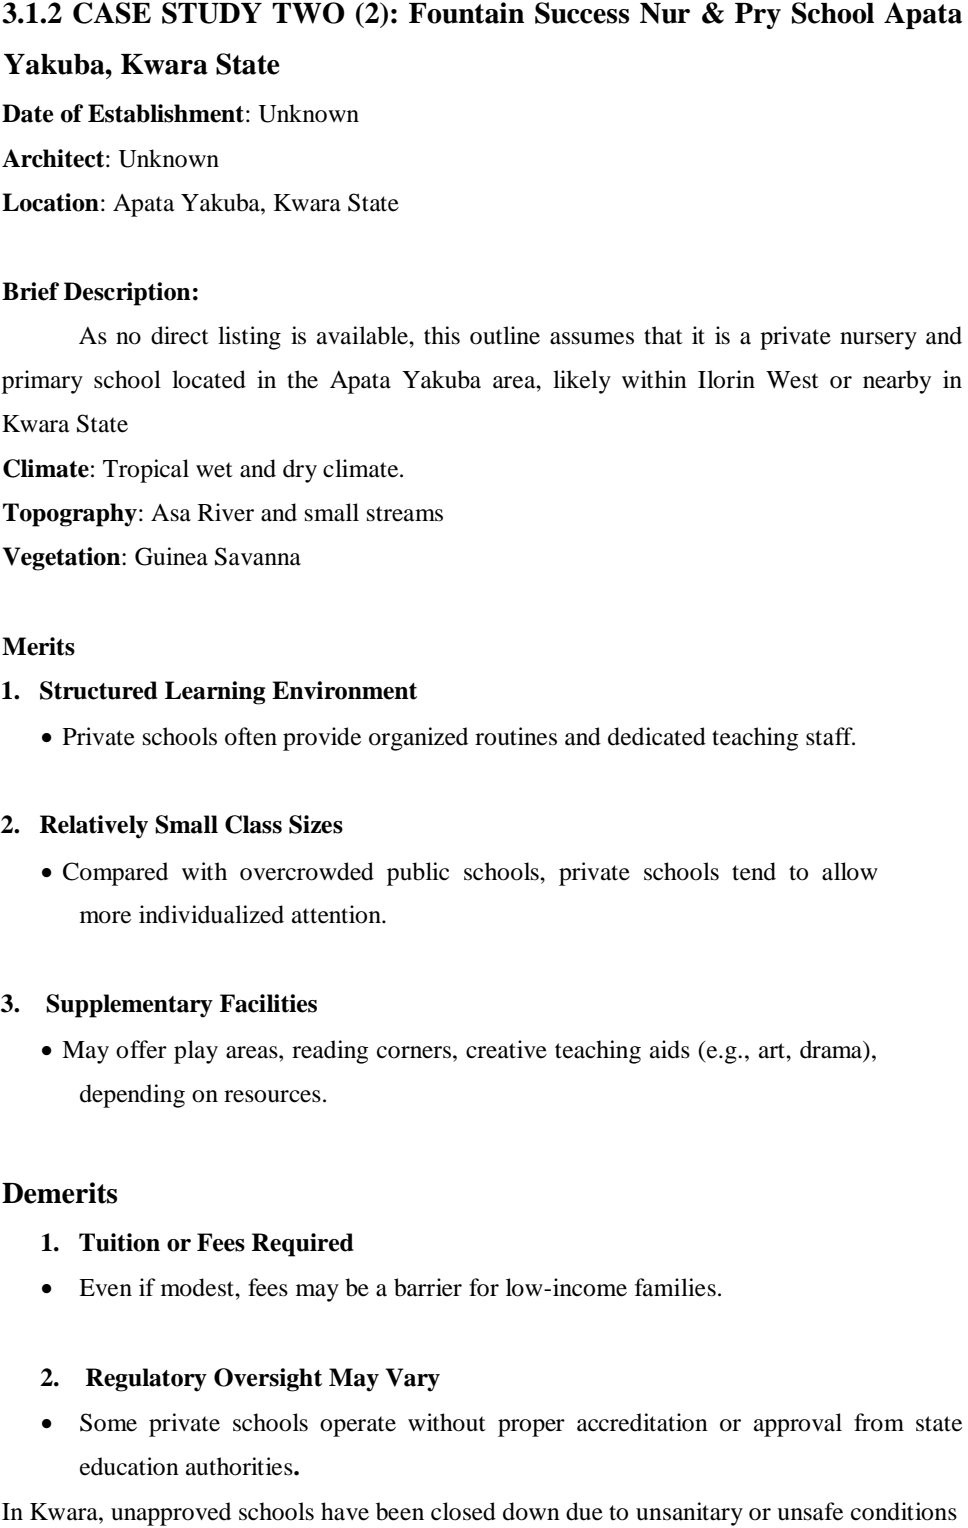 3.1.2 CASE STUDY TWO (2): Fountain Success Nur & Pry School Apata
Yakuba, Kwara State
Date of Establishment: Unknown
Architect: Unknown
Location: Apata Yakuba, Kwara State
Brief Description:
As no direct listing is available, this outline assumes that it is a private nursery and
primary school located in the Apata Yakuba area, likely within Ilorin West or nearby in
Kwara State
Climate: Tropical wet and dry climate.
Topography: Asa River and small streams
Vegetation: Guinea Savanna
Merits
1. Structured Learning Environment
• Private schools often provide organized routines and dedicated teaching staff.
2. Relatively Small Class Sizes
• Compared with overcrowded public schools, private schools tend to allow
more individualized attention.
3. Supplementary Facilities
• May offer play areas, reading corners, creative teaching aids (e.g., art, drama),
depending on resources.
Demerits
1. Tuition or Fees Required
• Even if modest, fees may be a barrier for low-income families.
2. Regulatory Oversight May Vary
• Some private schools operate without proper accreditation or approval from state
education authorities.
In Kwara, unapproved schools have been closed down due to unsanitary or unsafe conditions